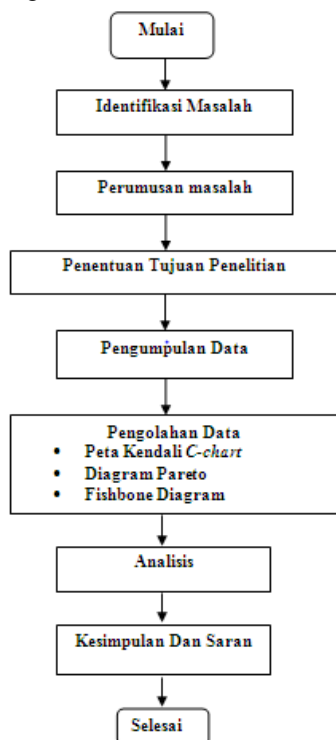 Mulai
Identifikasi Masalah
Perumusan masalah
Penentuan Tujuan Penelitian
Pengumpulan Data
Pengolahan Data
• Peta Kendali C-chart
• Diagram Pareto
• Fishbone Diagram
Analisis
Kesimpulan Dan Saran
Selesai